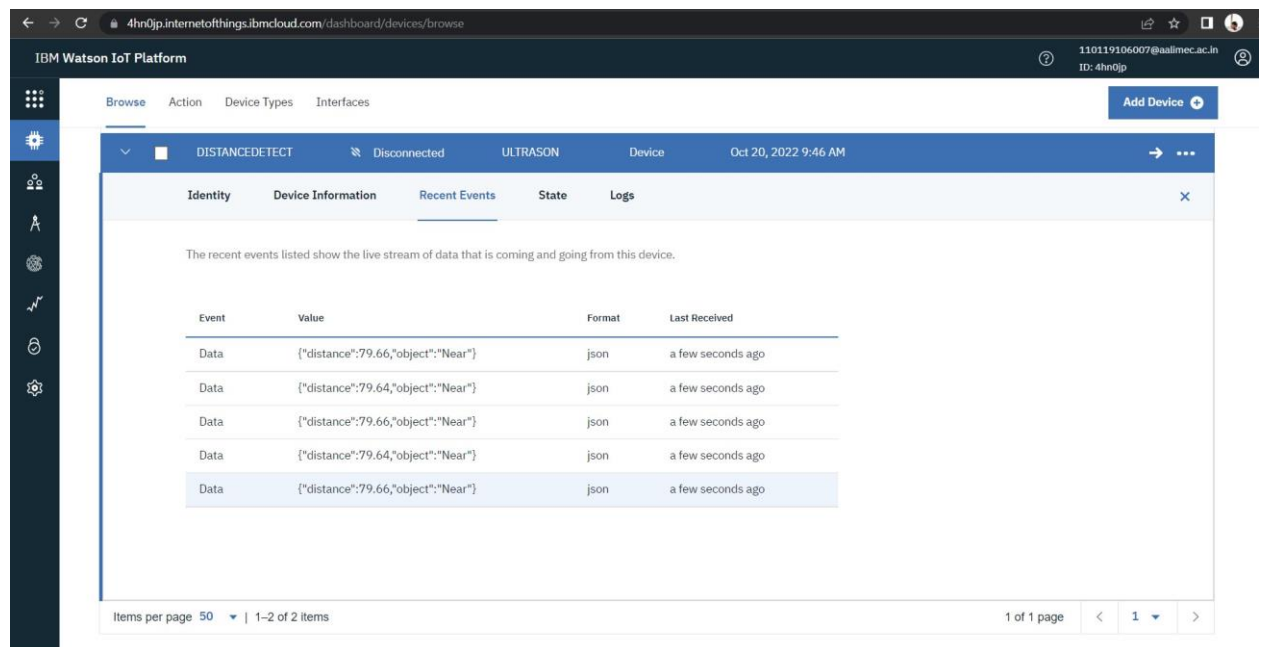 4hn0jp.internetofthings.ibmcloud.com/dashboard/devices/browse
IBM Watson IoT Platform
110119106007@aalimec.ac.in
ID: 4hn0jp
Browse Action Device Types Interfaces
Add Device
DISTANCEDETECT Disconnected ULTRASON Device Oct 20, 2022 9:46 AM
Identity Device Information Recent Events State Logs
The recent events listed show the live stream of data that is coming and going from this device.
Event Value Format Last Received
Data {"distance":79.66,"object":"Near"} json a few seconds ago
Data {"distance":79.64,"object":"Near"} json a few seconds ago
Data {"distance":79.66,"object":"Near"} json a few seconds ago
Data {"distance":79.64,"object":"Near"} json a few seconds ago
Data {"distance":79.66,"object":"Near"} json a few seconds ago
Items per page 50 | 1–2 of 2 items 1 of 1 page < 1 >